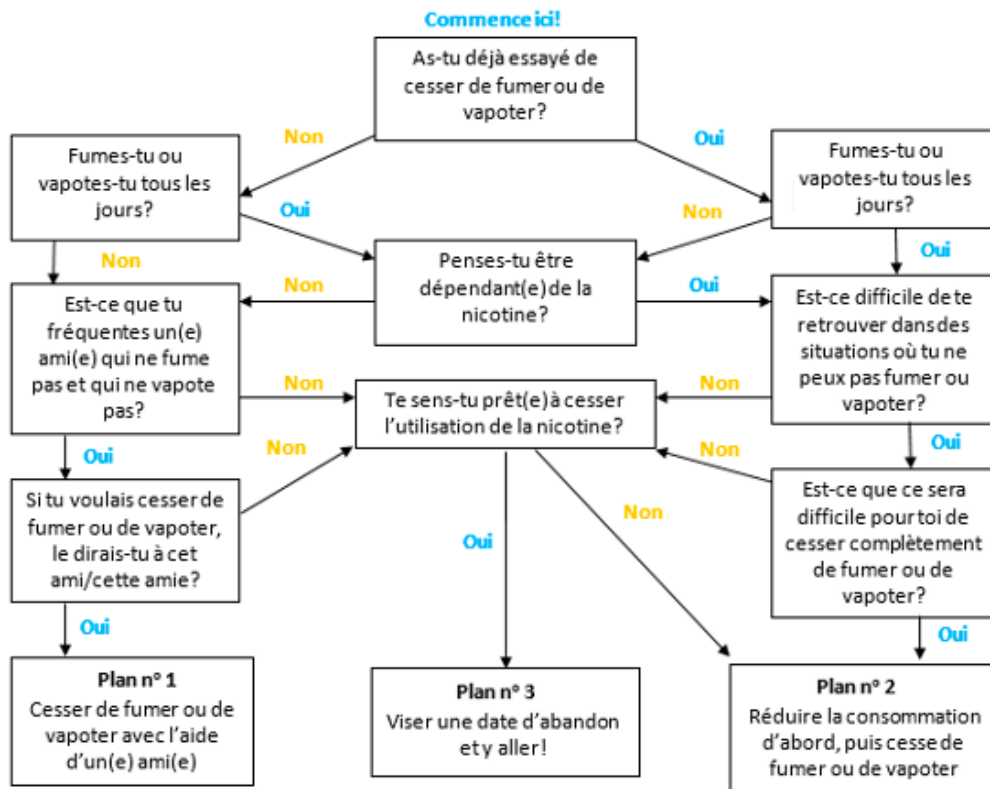 Commence ici!
As-tu déjà essayé de
cesser de fumer ou de
vapoter?
Non
Oui
Fumes-tu ou
vapotes-tu tous les
jours?
Fumes-tu ou
vapotes-tu tous les
jours?
Oui
Non
Non
Oui
Penses-tu être
dépendant(e) de la
nicotine?
Non
Oui
Est-ce que tu
fréquentes un(e)
ami(e) qui ne fume
pas et qui ne vapote
pas?
Est-ce difficile de te
retrouver dans des
situations où tu ne
peux pas fumer ou
vapoter?
Non
Non
Te sens-tu prêt(e) à cesser
l'utilisation de la nicotine?
Oui
Non
Non
Oui
Si tu voulais cesser de
fumer ou de vapoter,
le dirais-tu à cet
ami/cette amie?
Est-ce que ce sera
difficile pour toi de
cesser complètement
de fumer ou de
vapoter?
Oui
Non
Oui
Oui
Plan n° 1
Cesser de fumer ou de
vapoter avec l'aide
d'un(e) ami(e)
Plan n° 3
Viser une date d'abandon
et y aller!
Plan n° 2
Réduire la consommation
d'abord, puis cesse de
fumer ou de vapoter